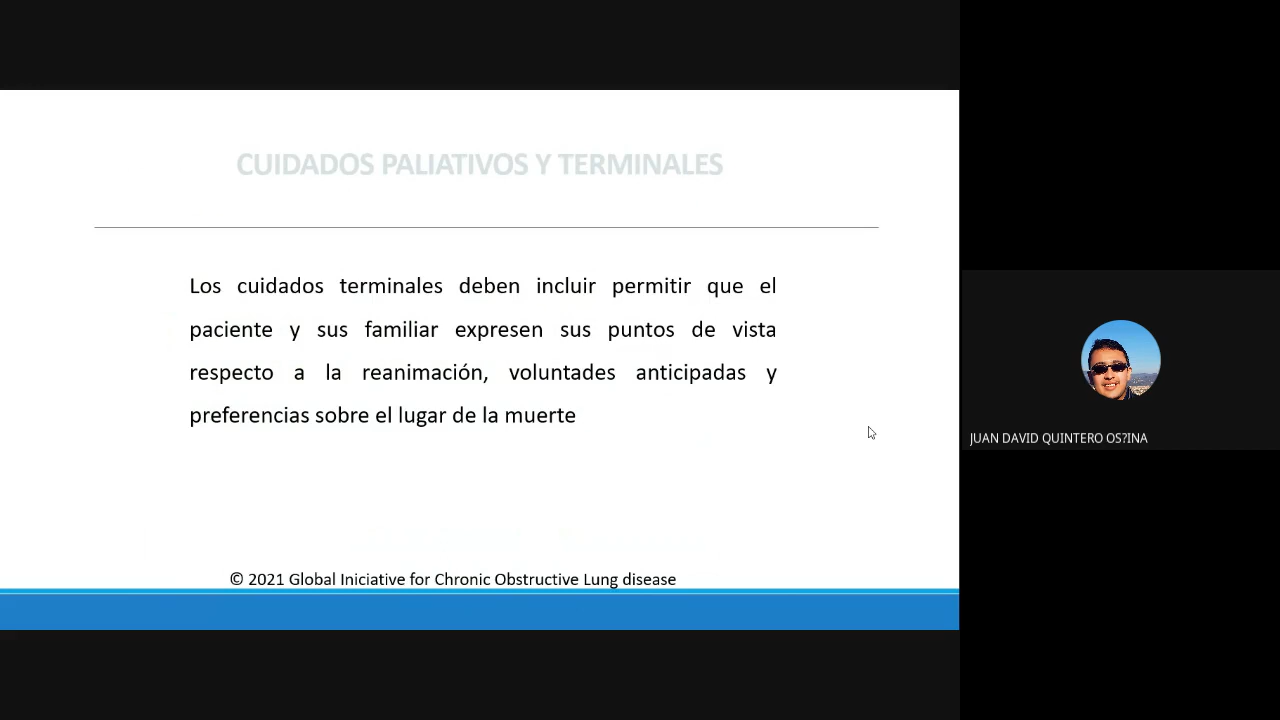 CUIDADOS PALIATIVOS Y TERMINALES
Los cuidados terminales deben incluir permitir que el
paciente y sus familiar expresen sus puntos de vista
respecto a la reanimación, voluntades anticipadas y
preferencias sobre el lugar de la muerte
© 2021 Global Iniciative for Chronic Obstructive Lung disease
JUAN DAVID QUINTERO OS?INA